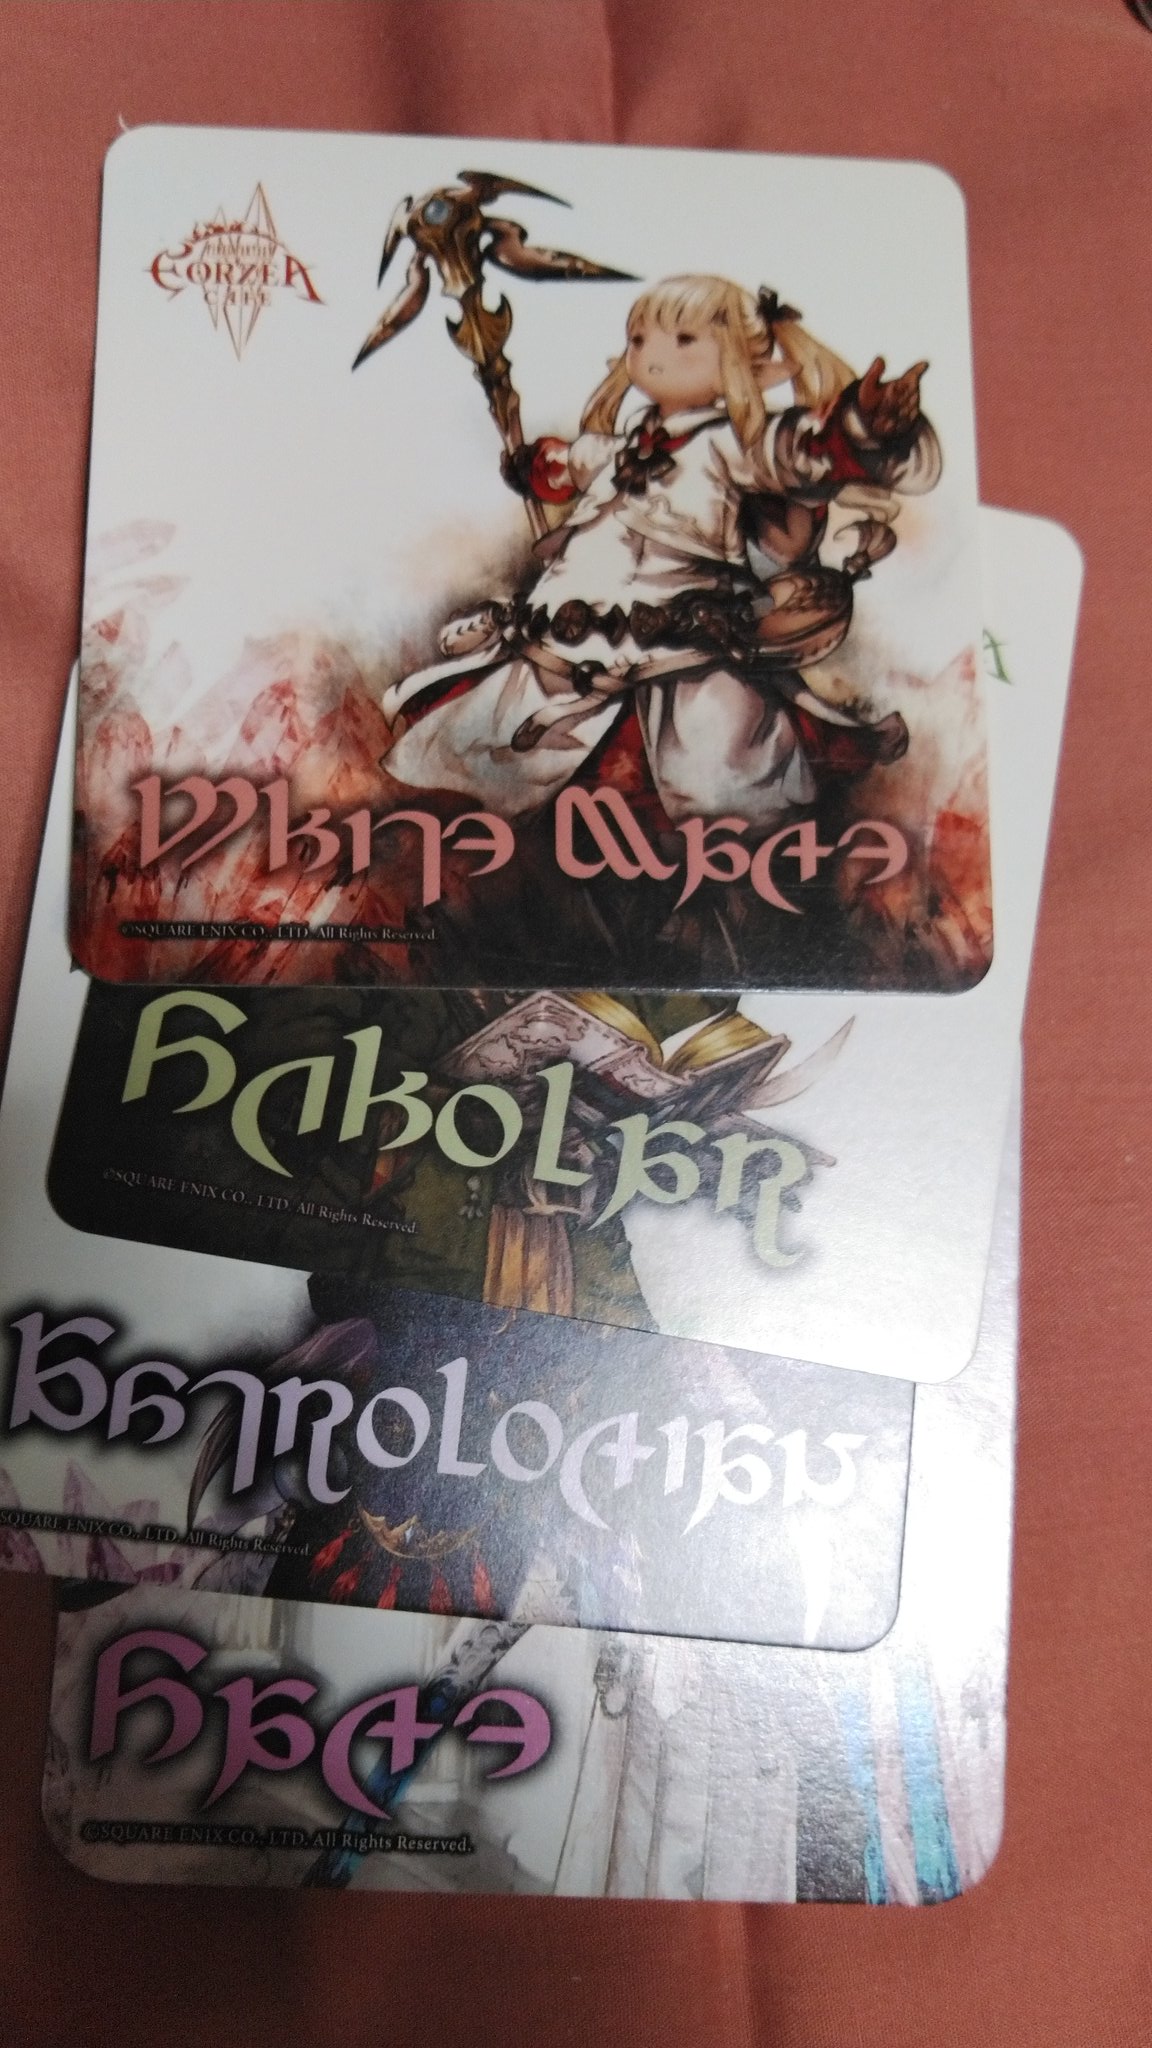 EORZEA
CAFE
White Mage
©SQUARE ENIX CO., LTD. All Rights Reserved.
A
Scholar
©SQUARE ENIX CO., LTD. All Rights Reserved.
Astrologian
SQUARE ENIX CO., LTD. All Rights Reserved.
Sage
©SQUARE ENIX CO., LTD. All Rights Reserved.